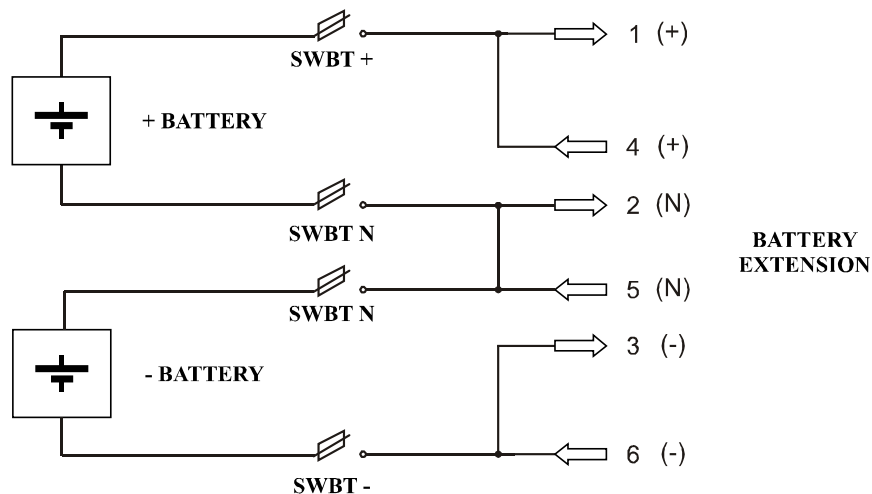 1 (+)
SWBT +
+ BATTERY
4 (+)
2 (N)
SWBT N
BATTERY
EXTENSION
5 (N)
SWBT N
3 (-)
- BATTERY
6 (-)
SWBT -